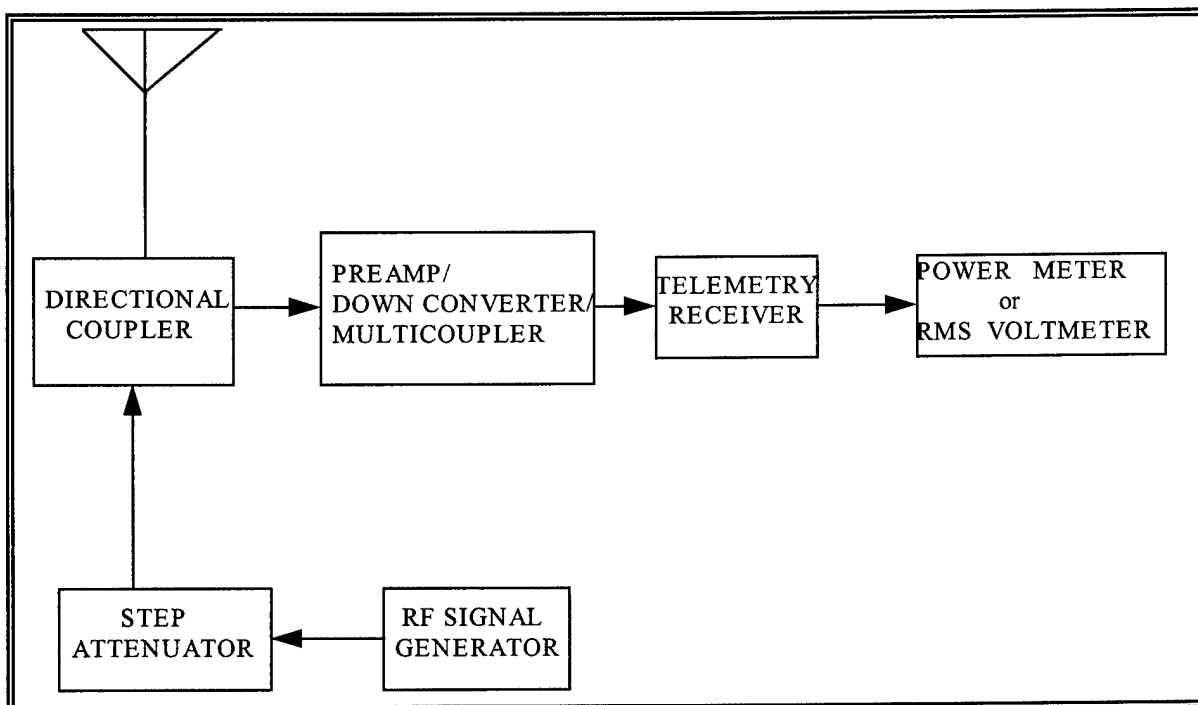 DIRECTIONAL
COUPLER
PREAMP/
DOWN CONVERTER/
MULTICOUPLER
TELEMETRY
RECEIVER
POWER METER
or
RMS VOLTMETER
STEP
ATTENUATOR
RF SIGNAL
GENERATOR